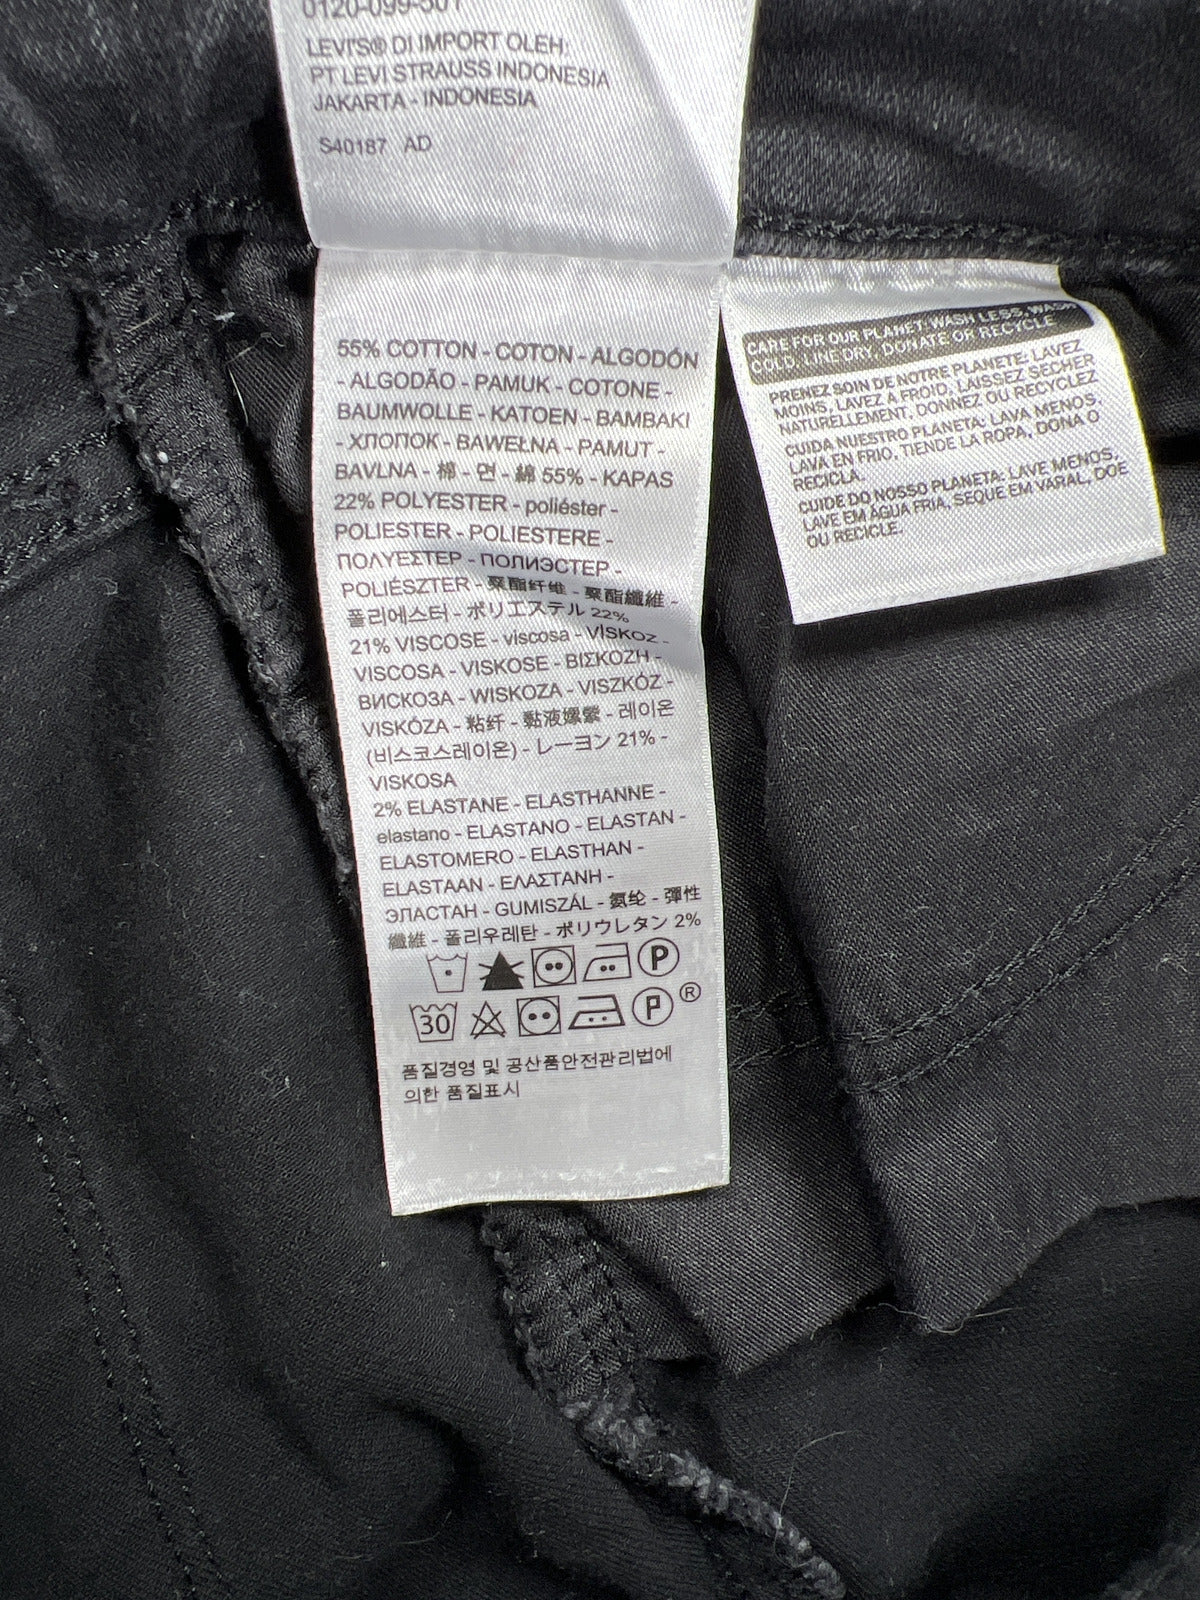 0120-099-501
LEVI'S® DI IMPORT OLEH:
PT LEVI STRAUSS INDONESIA
JAKARTA - INDONESIA
S40187 AD
55% COTTON - COTON - ALGODÓN
- ALGODÃO - PAMUK - COTONE -
BAUMWOLLE - KATOEN - BAMBAKI
- ХЛОПОК - BAWEŁNA - PAMUT -
BAVLNA - 棉 - 면 - 綿 55% - KAPAS
22% POLYESTER - poliéster -
POLIESTER - POLIESTERE -
ΠΟΛΥΕΣΤΕΡ - ПОЛИЭСТЕР -
POLIÉSZTER - 聚酯纤维 - 聚酯纖維 -
폴리에스터 - ポリエステル 22%
21% VISCOSE - viscosa - VİSKOZ -
VISCOSA - VISKOSE - ΒΙΣΚΟΖΗ -
ВИСКОЗА - WISKOZA - VISZKÓZ -
VISKÓZA - 粘纤 - 黏液嫘縈 - 레이온
(비스코스레이온) - レーヨン 21% -
VISKOSA
2% ELASTANE - ELASTHANNE -
elastano - ELASTANO - ELASTAN -
ELASTOMERO - ELASTHAN -
ELASTAAN - ΕΛΑΣΤΑΝΗ -
ЭЛАСТАН - GUMISZÁL - 氨纶 - 彈性
纖維 - 폴리우레탄 - ポリウレタン 2%
P
30 P ®
품질경영 및 공산품안전관리법에
의한 품질표시
CARE FOR OUR PLANET: WASH LESS, WASH
COLD, LINE DRY, DONATE OR RECYCLE
PRENEZ SOIN DE NOTRE PLANETE: LAVEZ
MOINS, LAVEZ A FROID, LAISSEZ SECHER
NATURELLEMENT, DONNEZ OU RECYCLEZ
CUIDA NUESTRO PLANETA: LAVA MENOS,
LAVA EN FRIO, TIENDE LA ROPA, DONA O
RECICLA.
CUIDE DO NOSSO PLANETA: LAVE MENOS,
LAVE EM ÁGUA FRIA, SEQUE EM VARAL, DOE
OU RECICLE.